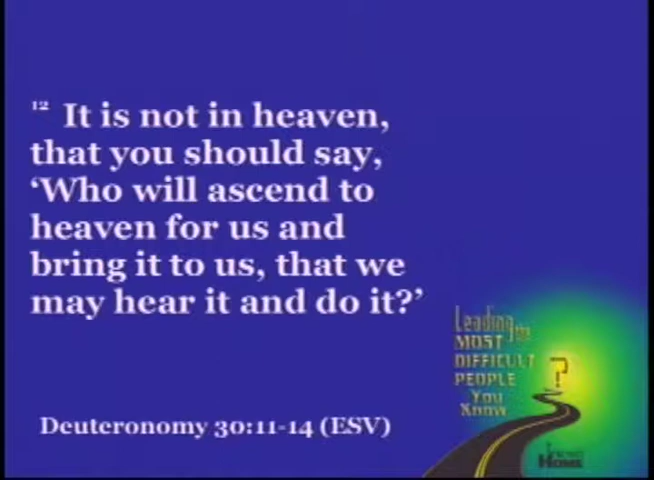 12 It is not in heaven,
that you should say,
‘Who will ascend to
heaven for us and
bring it to us, that we
may hear it and do it?’
Deuteronomy 30:11-14 (ESV)
Leading the
MOST
DIFFICULT
PEOPLE
You
Know
?
HOME